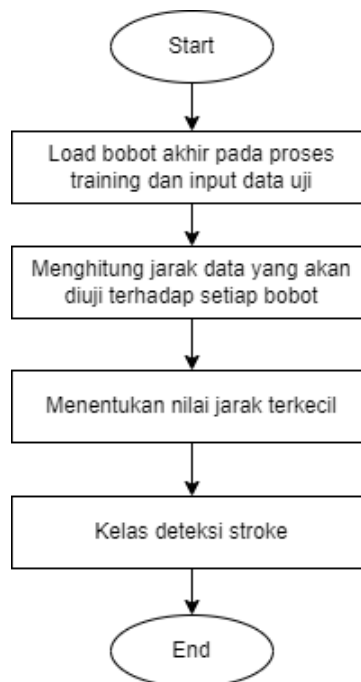 Start
Load bobot akhir pada proses
training dan input data uji
Menghitung jarak data yang akan
diuji terhadap setiap bobot
Menentukan nilai jarak terkecil
Kelas deteksi stroke
End